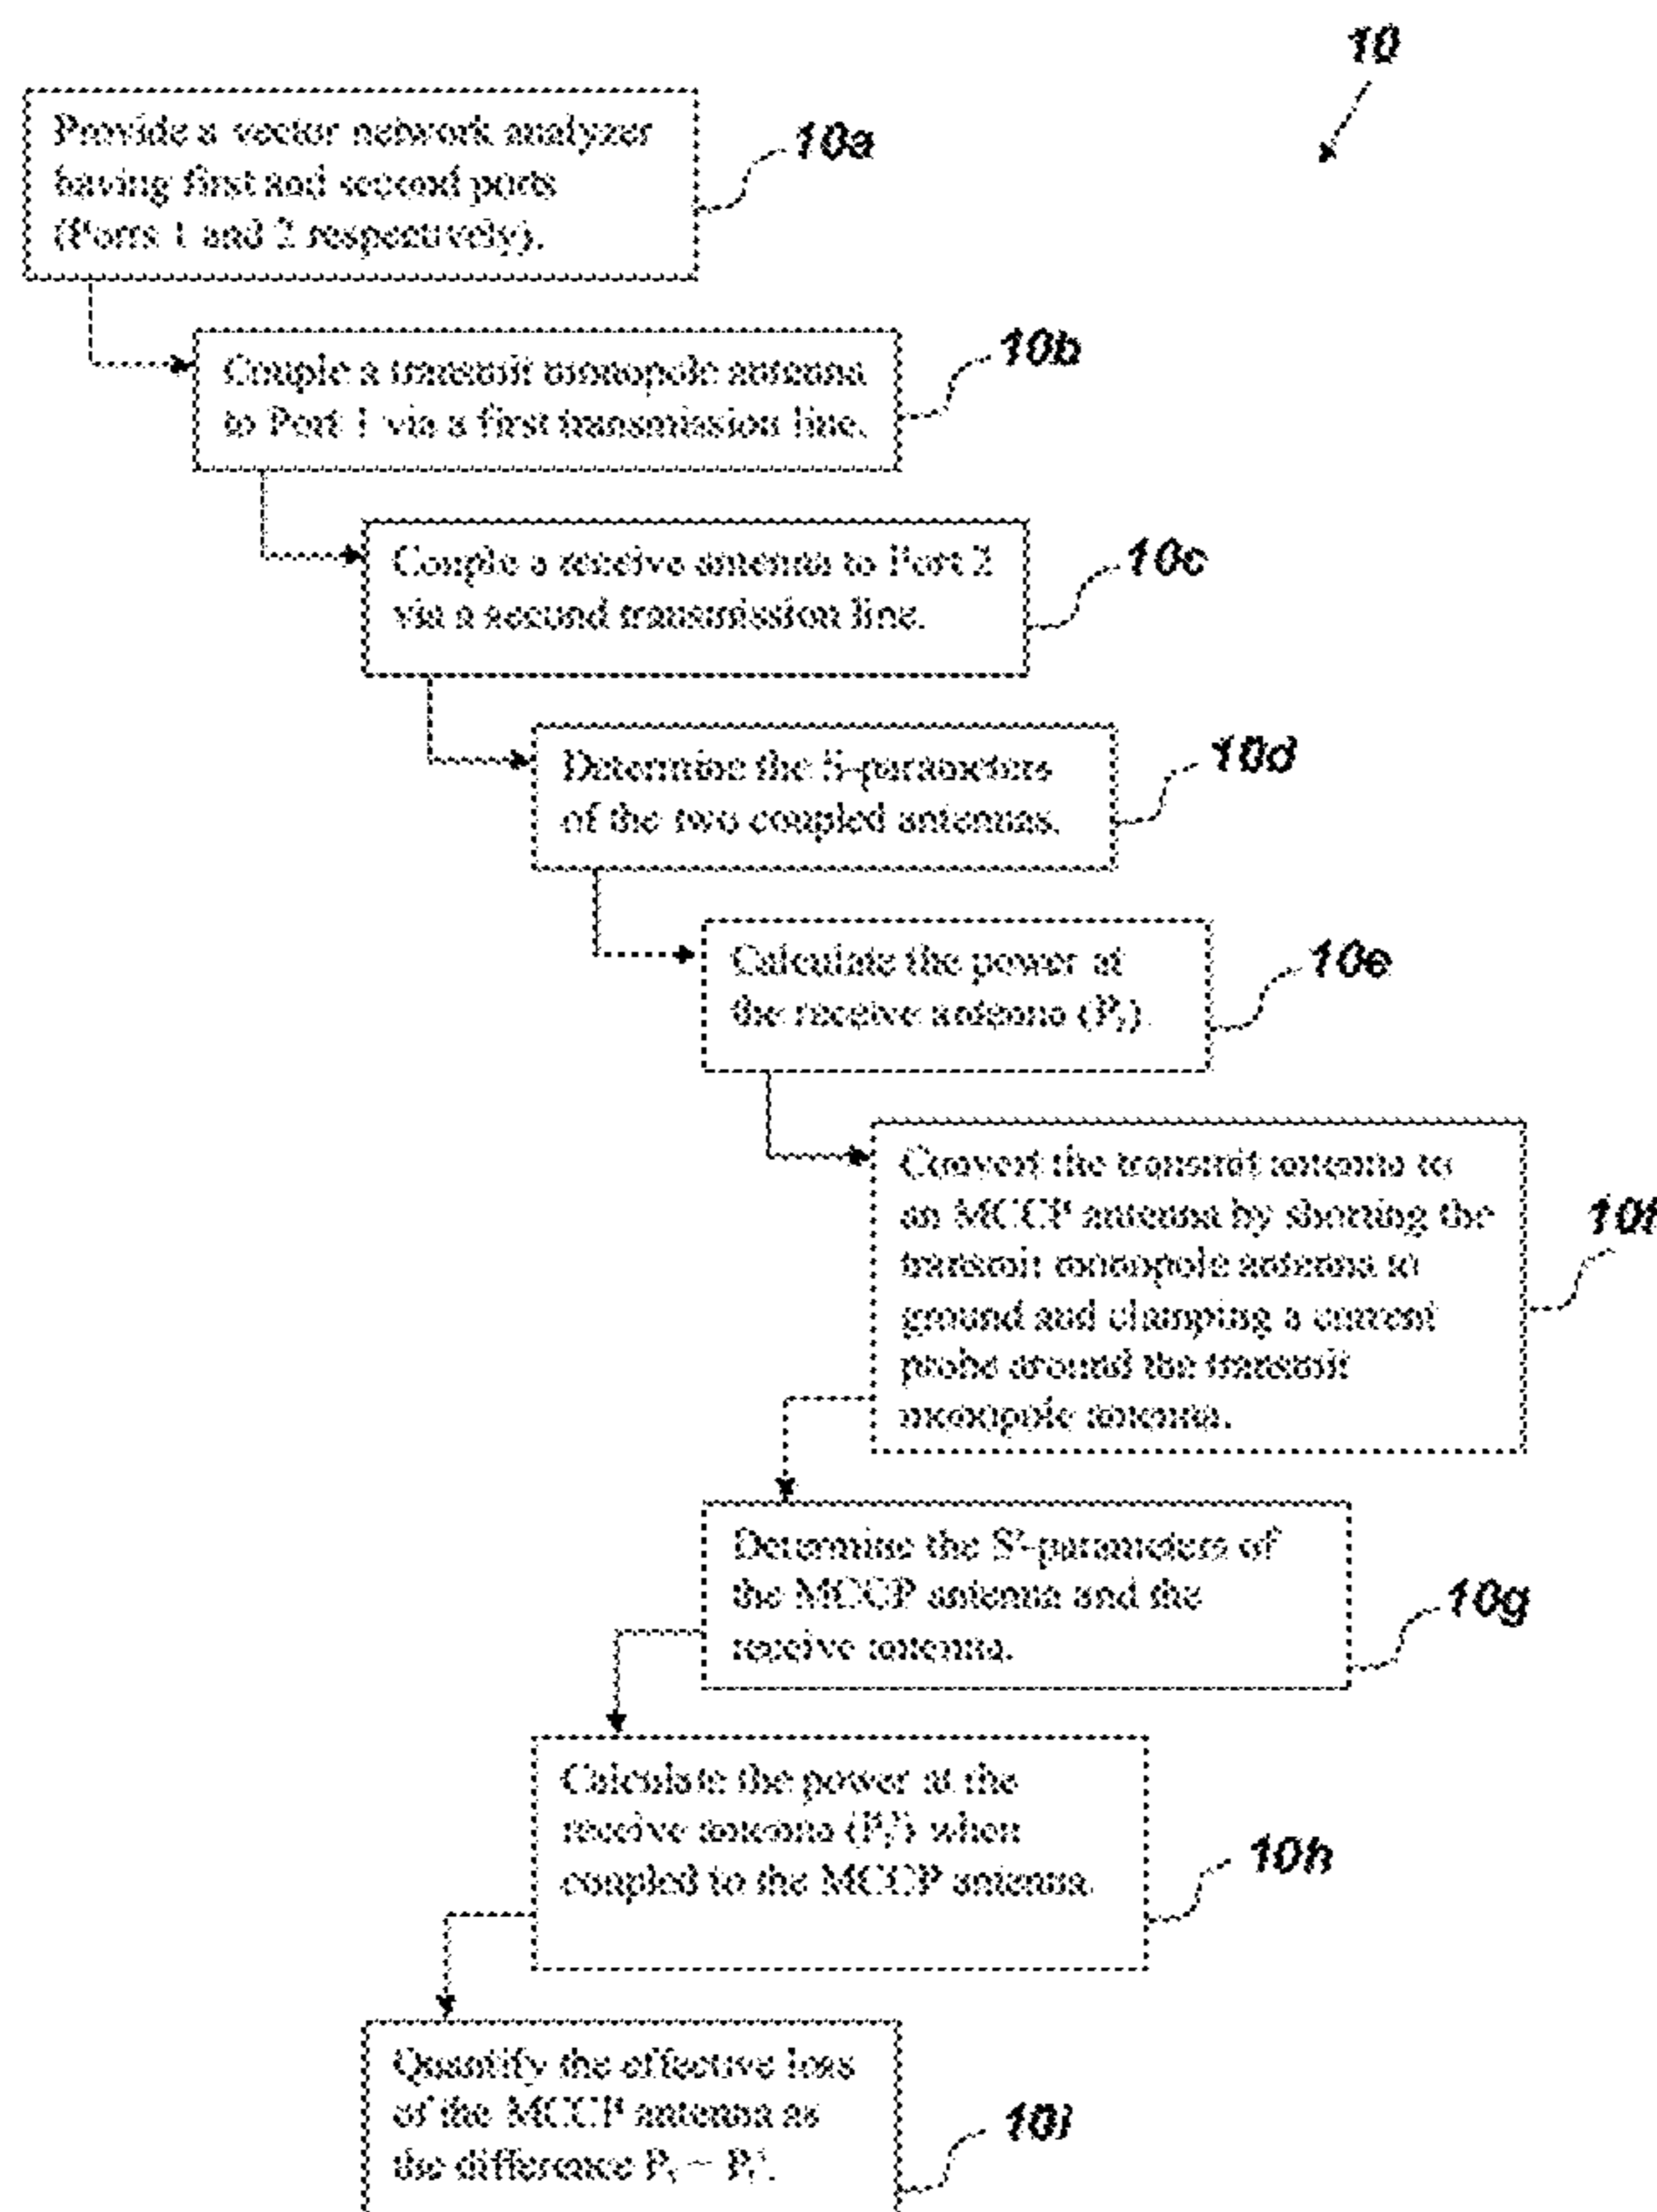 10
Provide a vector network analyzer
having first and second ports
(Ports 1 and 2 respectively).
10a
Couple a transmit monopole antenna
to Port 1 via a first transmission line.
10b
Couple a receive antenna to Port 2
via a second transmission line.
10c
Determine the S-parameters
of the two coupled antennas.
10d
Calculate the power at
the receive antenna (Pr).
10e
Convert the transmit antenna to
an MCCP antenna by shorting the
transmit monopole antenna to
ground and clamping a current
probe around the transmit
monopole antenna.
10f
Determine the S'-parameters of
the MCCP antenna and the
receive antenna.
10g
Calculate the power at the
receive antenna (Pr') when
coupled to the MCCP antenna.
10h
Quantify the effective loss
of the MCCP antenna as
the difference Pr – Pr'.
10i